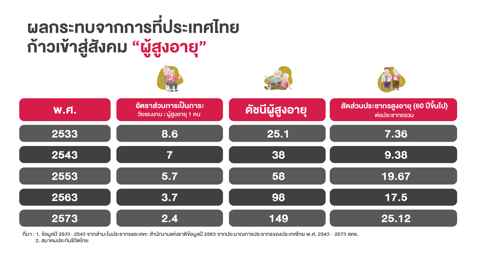 ผลกระทบจากการที่ประเทศไทย
ก้าวเข้าสู่สังคม “ผู้สูงอายุ”
พ.ศ.
อัตราส่วนการเป็นภาระ
วัยแรงงาน : ผู้สูงอายุ 1 คน
ดัชนีผู้สูงอายุ
สัดส่วนประชากรสูงอายุ (60 ปีขึ้นไป)
ต่อประชากรรวม
2533 8.6 25.1 7.36
2543 7 38 9.38
2553 5.7 58 19.67
2563 3.7 98 17.5
2573 2.4 149 25.12
ที่มา : 1. ข้อมูลปี 2533- 2543 จากสำมะโนประชากรและเคหะ สำนักงานแห่งชาติข้อมูลปี 2563 จากประมาณการประชากรของประเทศไทย พ.ศ. 2543 - 2573 สศช.
2. สมาคมประกันชีวิตไทย